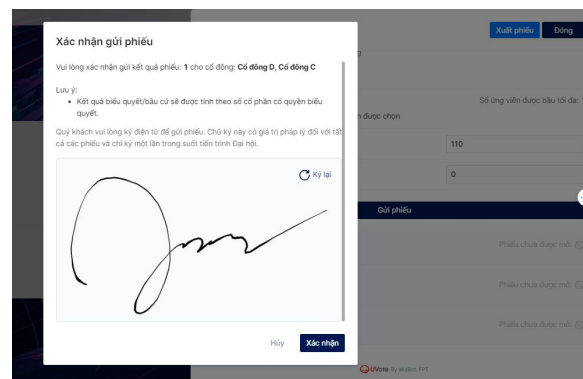 Xác nhận gửi phiếu
Vui lòng xác nhận gửi kết quả phiếu: 1 cho cổ đông: Cổ đông D, Cổ đông C
Lưu ý:
• Kết quả biểu quyết/bầu cử sẽ được tính theo số cổ phần có quyền biểu
quyết.
Quý khách vui lòng ký điện tử để gửi phiếu. Chữ ký này có giá trị pháp lý đối với tất
cả các phiếu và chỉ ký một lần trong suốt tiến trình Đại hội.
Ký lại
Hủy
Xác nhận
Xuất phiếu
Đóng
Số ứng viên được bầu tối đa:
được chọn
110
0
Gửi phiếu
Phiếu chưa được mở.
Phiếu chưa được mở.
Phiếu chưa được mở.
UVote
FPT